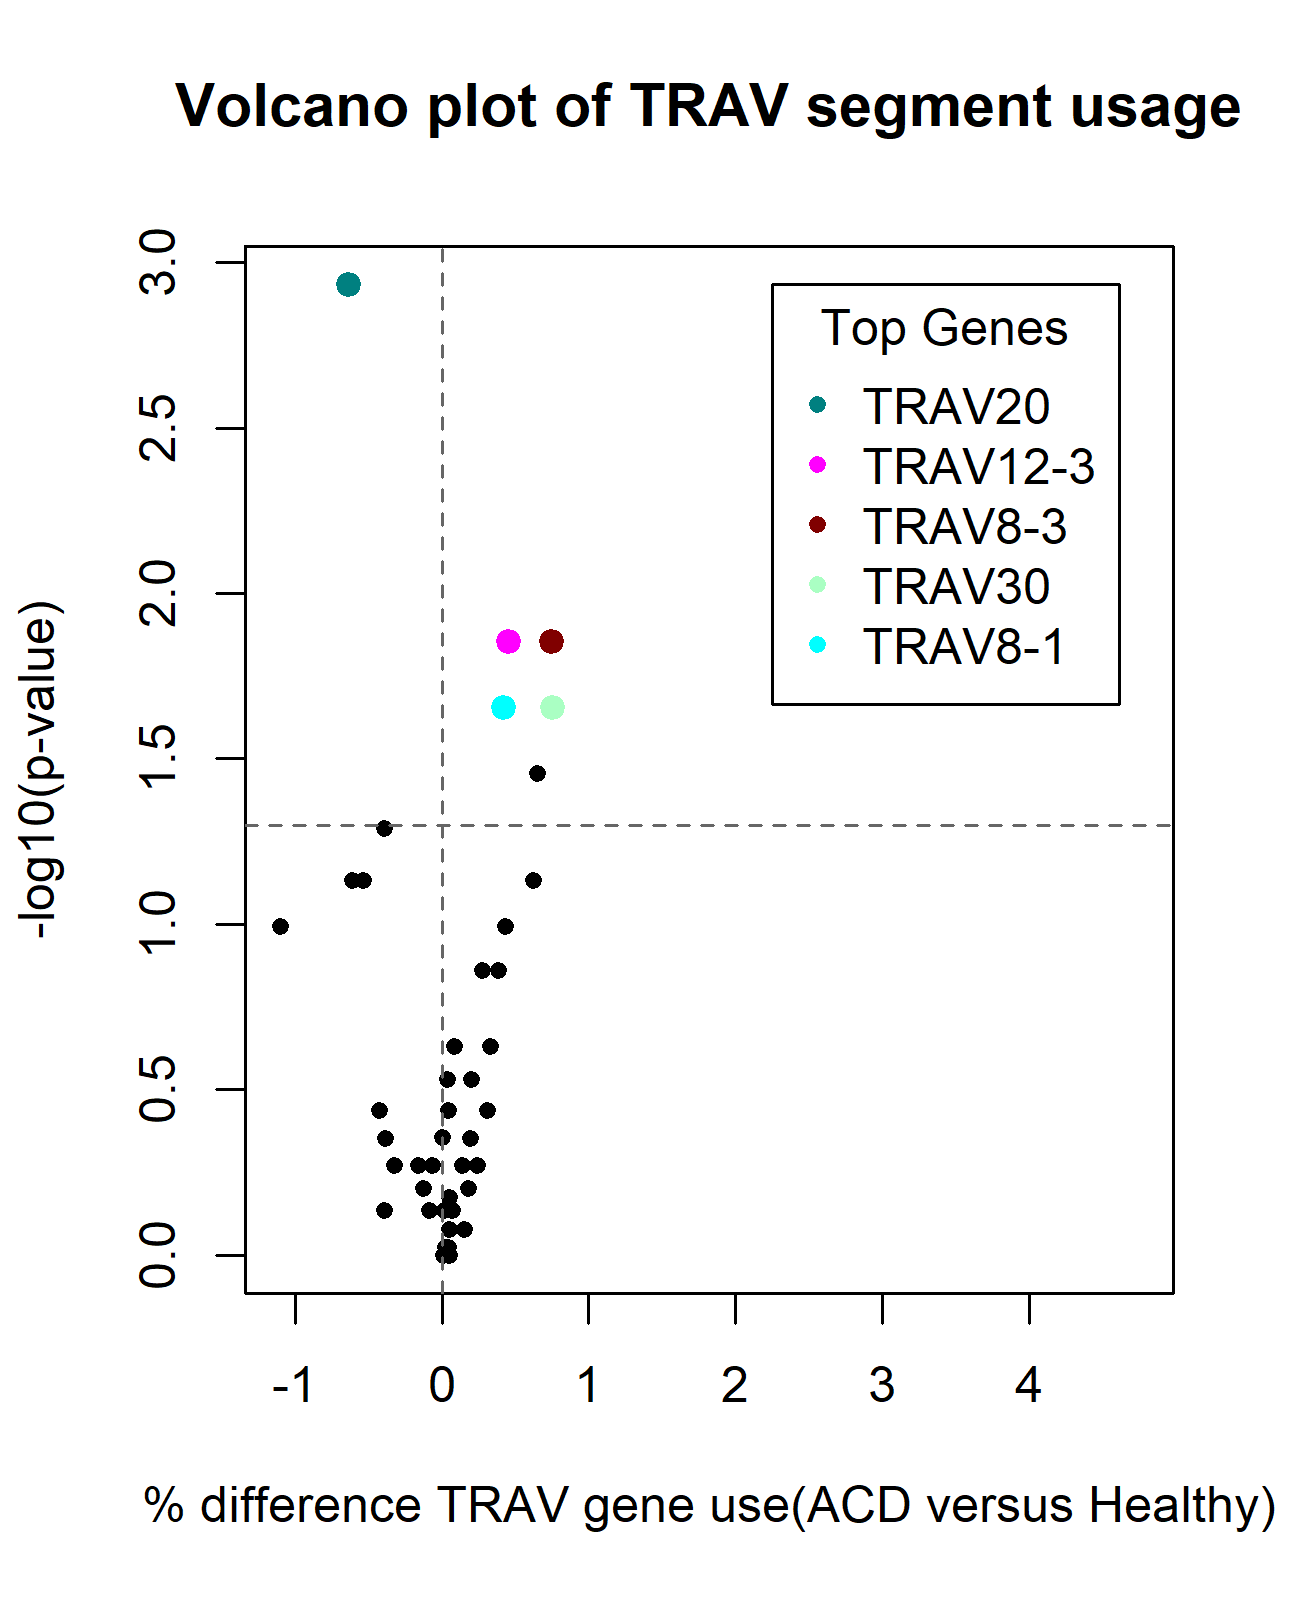 Volcano plot of TRAV segment usage
3.0
2.5
2.0
1.5
1.0
0.5
0.0
-log10(p-value)
Top Genes
TRAV20
TRAV12-3
TRAV8-3
TRAV30
TRAV8-1
-1 0 1 2 3 4
% difference TRAV gene use(ACD versus Healthy)